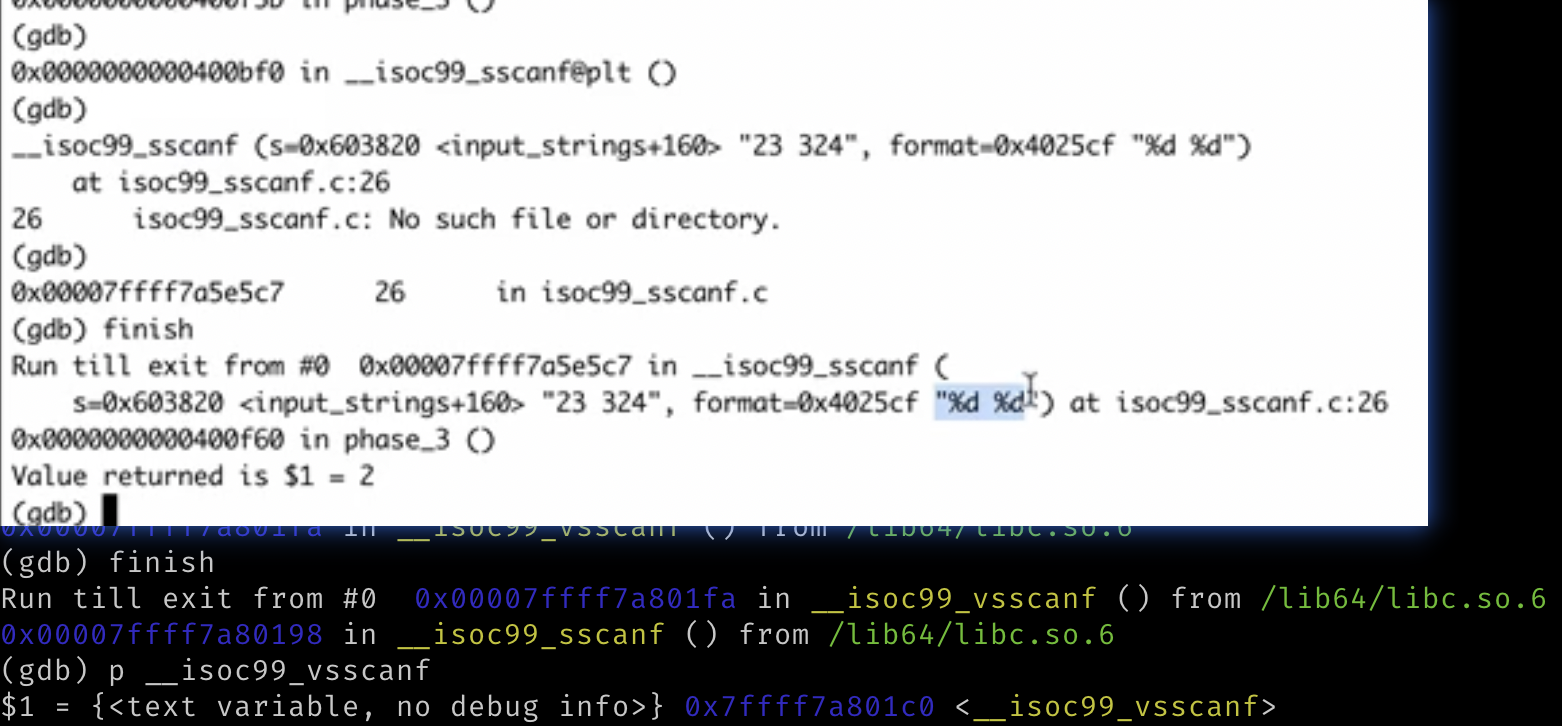 in phase_3 ()
(gdb)
0x0000000000400bf0 in __isoc99_sscanf@plt ()
(gdb)
__isoc99_sscanf (s=0x603820 <input_strings+160> "23 324", format=0x4025cf "%d %d")
at isoc99_sscanf.c:26
26 isoc99_sscanf.c: No such file or directory.
(gdb)
0x00007ffff7a5e5c7 26 in isoc99_sscanf.c
(gdb) finish
Run till exit from #0 0x00007ffff7a5e5c7 in __isoc99_sscanf (
s=0x603820 <input_strings+160> "23 324", format=0x4025cf "%d %d") at isoc99_sscanf.c:26
0x0000000000400f60 in phase_3 ()
Value returned is $1 = 2
(gdb)
0x00007ffff7a801fa in __isoc99_vsscanf () from /lib64/libc.so.6
(gdb) finish
Run till exit from #0 0x00007ffff7a801fa in __isoc99_vsscanf () from /lib64/libc.so.6
0x00007ffff7a80198 in __isoc99_sscanf () from /lib64/libc.so.6
(gdb) p __isoc99_vsscanf
$1 = {<text variable, no debug info>} 0x7ffff7a801c0 <__isoc99_vsscanf>